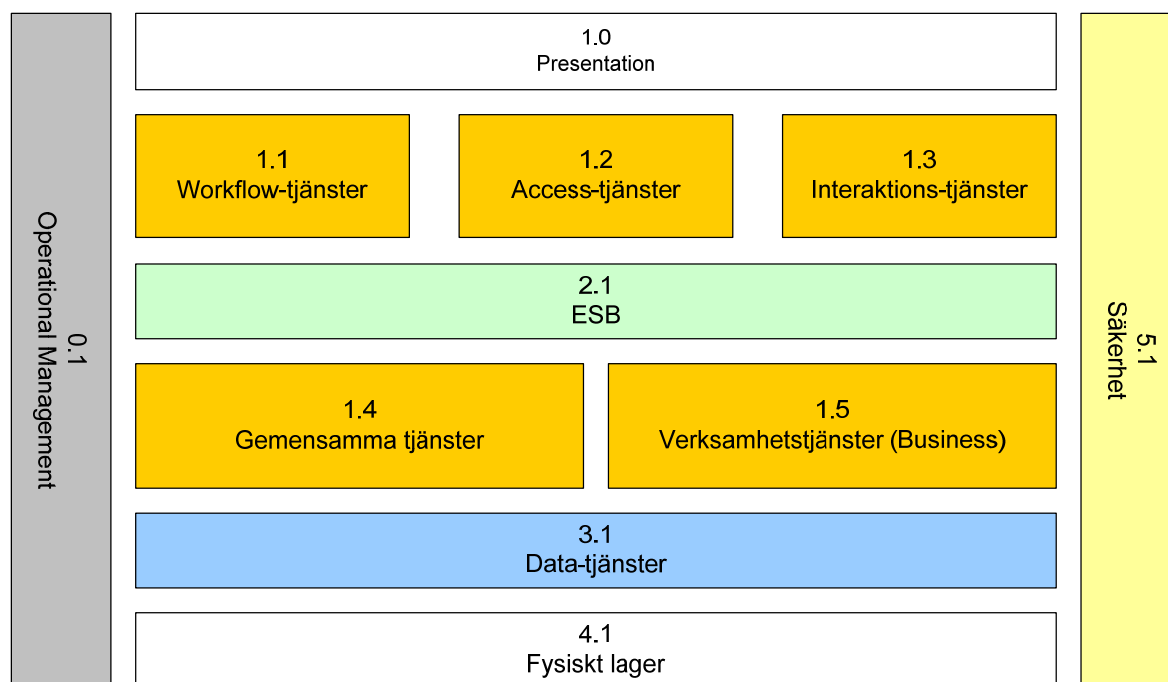 0.1
Operational Management
1.0
Presentation
1.1
Workflow-tjänster
1.2
Access-tjänster
1.3
Interaktions-tjänster
2.1
ESB
1.4
Gemensamma tjänster
1.5
Verksamhetstjänster (Business)
3.1
Data-tjänster
4.1
Fysiskt lager
5.1
Säkerhet